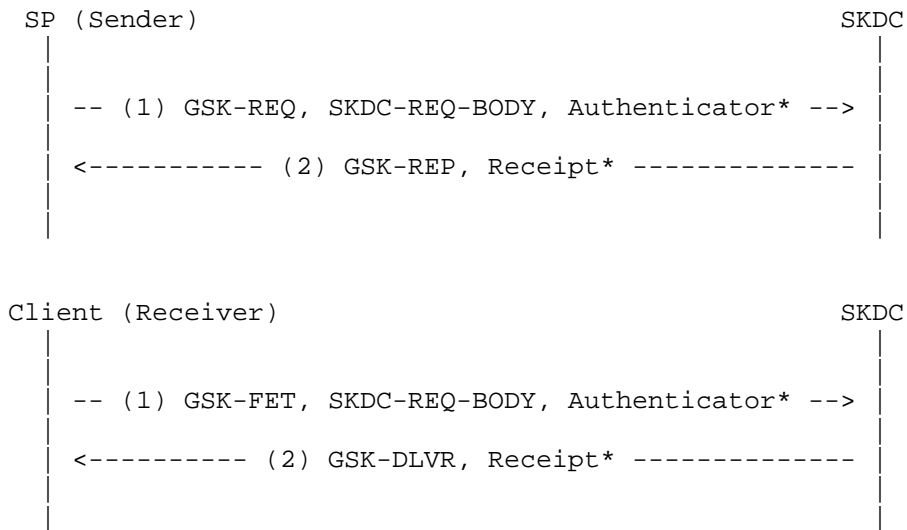 SP (Sender) SKDC
-- (1) GSK-REQ, SKDC-REQ-BODY, Authenticator* -->
<----------- (2) GSK-REP, Receipt* --------------
Client (Receiver) SKDC
-- (1) GSK-FET, SKDC-REQ-BODY, Authenticator* -->
<---------- (2) GSK-DLVR, Receipt* --------------